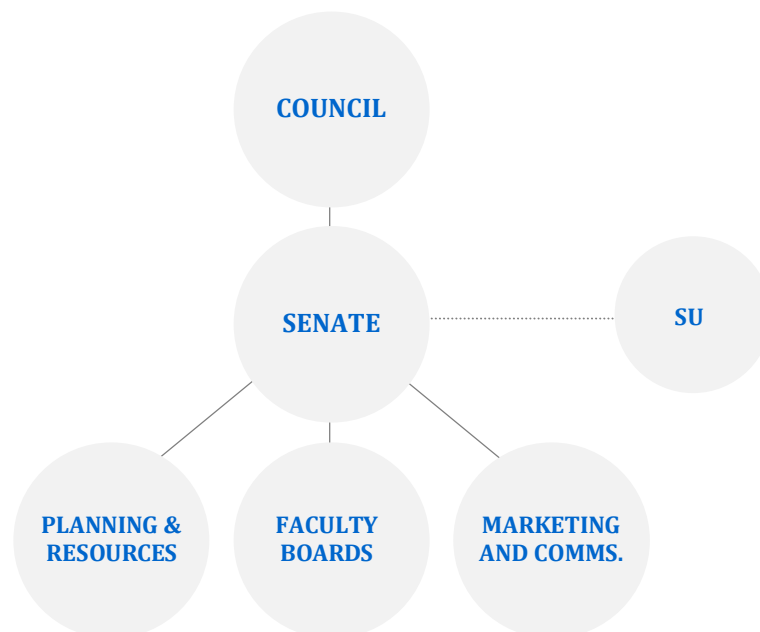 COUNCIL
SENATE
SU
PLANNING &
RESOURCES
FACULTY
BOARDS
MARKETING
AND COMMS.